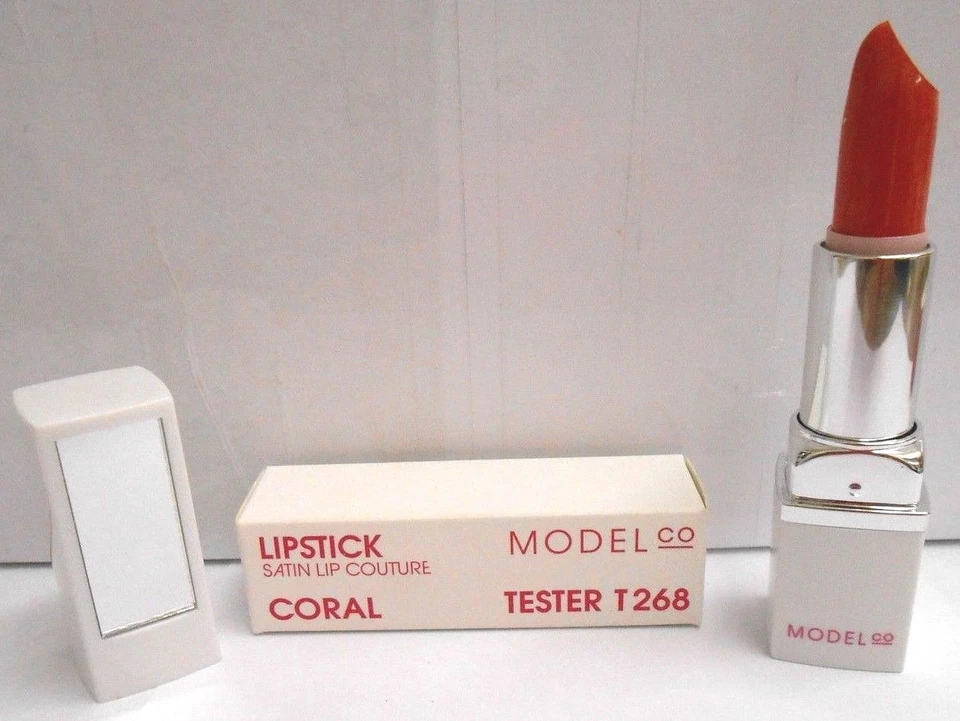 LIPSTICK
SATIN LIP COUTURE
CORAL
MODEL CO
TESTER T268
MODEL CO